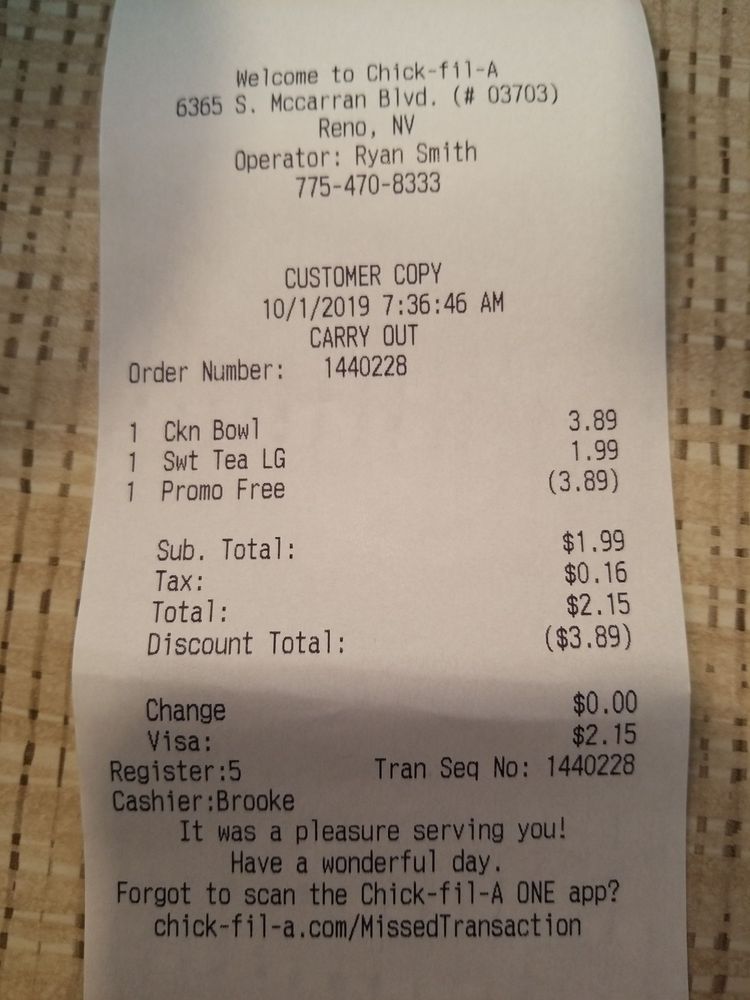 Welcome to Chick-fil-A
6365 S. Mccarran Blvd. (# 03703)
Reno, NV
Operator: Ryan Smith
775-470-8333
CUSTOMER COPY
10/1/2019 7:36:46 AM
CARRY OUT
Order Number: 1440228
1 Ckn Bowl 3.89
1 Swt Tea LG 1.99
1 Promo Free (3.89)
Sub. Total: $1.99
Tax: $0.16
Total: $2.15
Discount Total: ($3.89)
Change $0.00
Visa: $2.15
Register:5 Tran Seq No: 1440228
Cashier:Brooke
It was a pleasure serving you!
Have a wonderful day.
Forgot to scan the Chick-fil-A ONE app?
chick-fil-a.com/MissedTransaction